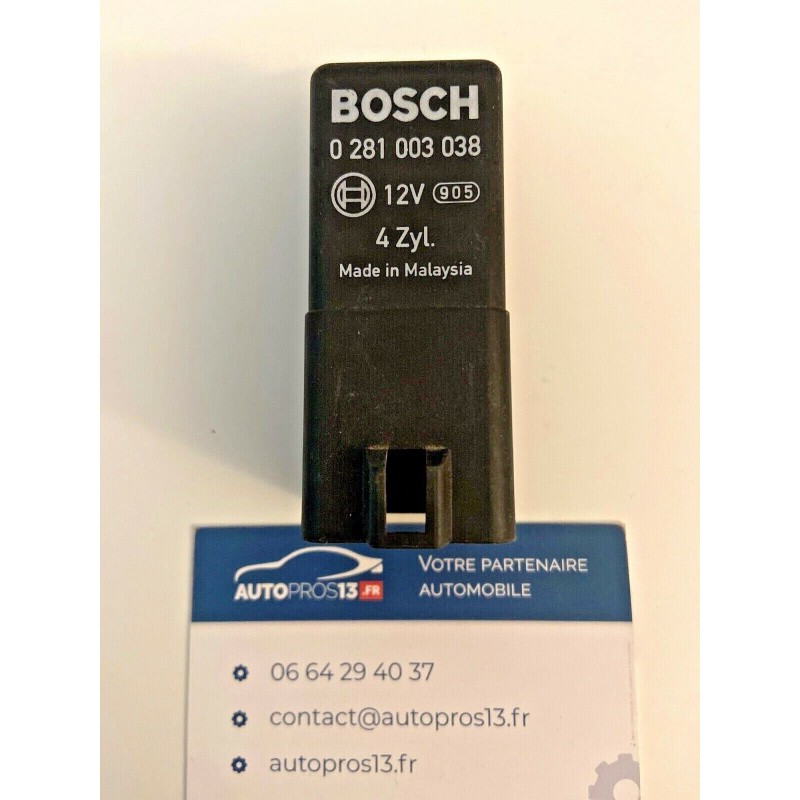 BOSCH
0 281 003 038
12V 905
4 Zyl.
Made in Malaysia
AUTOPROS13.FR
VOTRE PARTENAIRE
AUTOMOBILE
06 64 29 40 37
contact@autopros13.fr
autopros13.fr